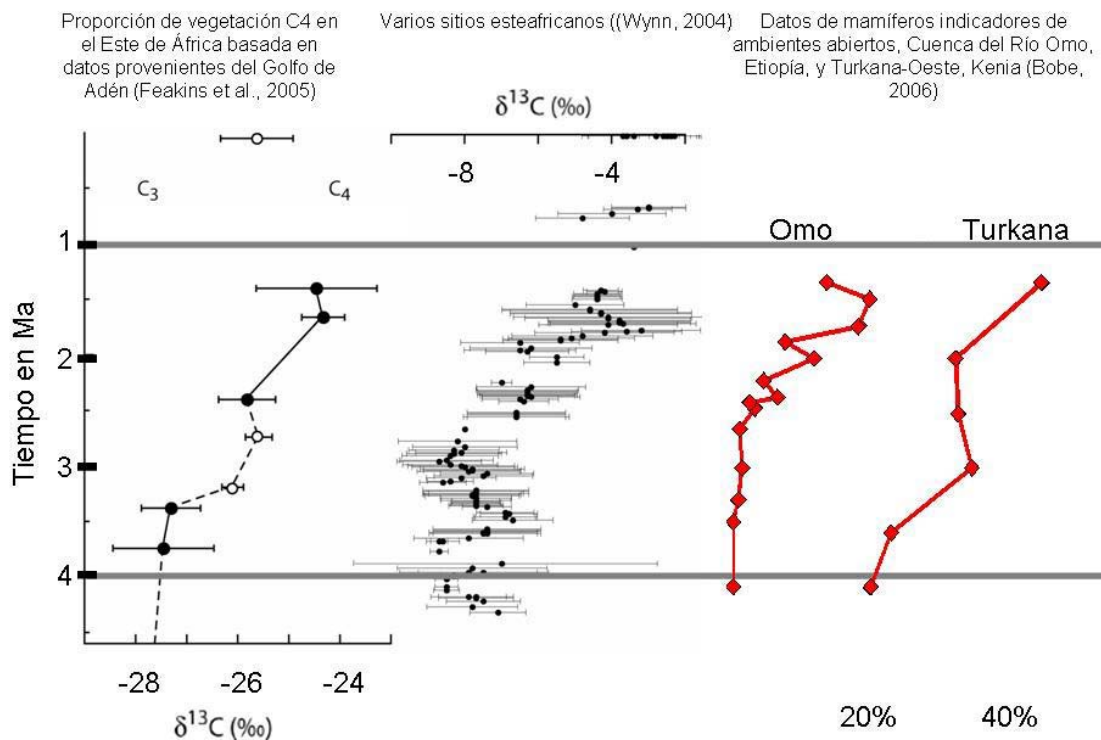 Proporción de vegetación C4 en
el Este de África basada en
datos provenientes del Golfo de
Adén (Feakins et al., 2005)
Varios sitios esteafricanos ((Wynn, 2004)
Datos de mamíferos indicadores de
ambientes abiertos, Cuenca del Río Omo,
Etiopía, y Turkana-Oeste, Kenia (Bobe,
2006)
δ¹³C (‰)
-8 -4
C₃ C₄
Omo Turkana
Tiempo en Ma
1
2
3
4
-28 -26 -24
δ¹³C (‰)
20% 40%